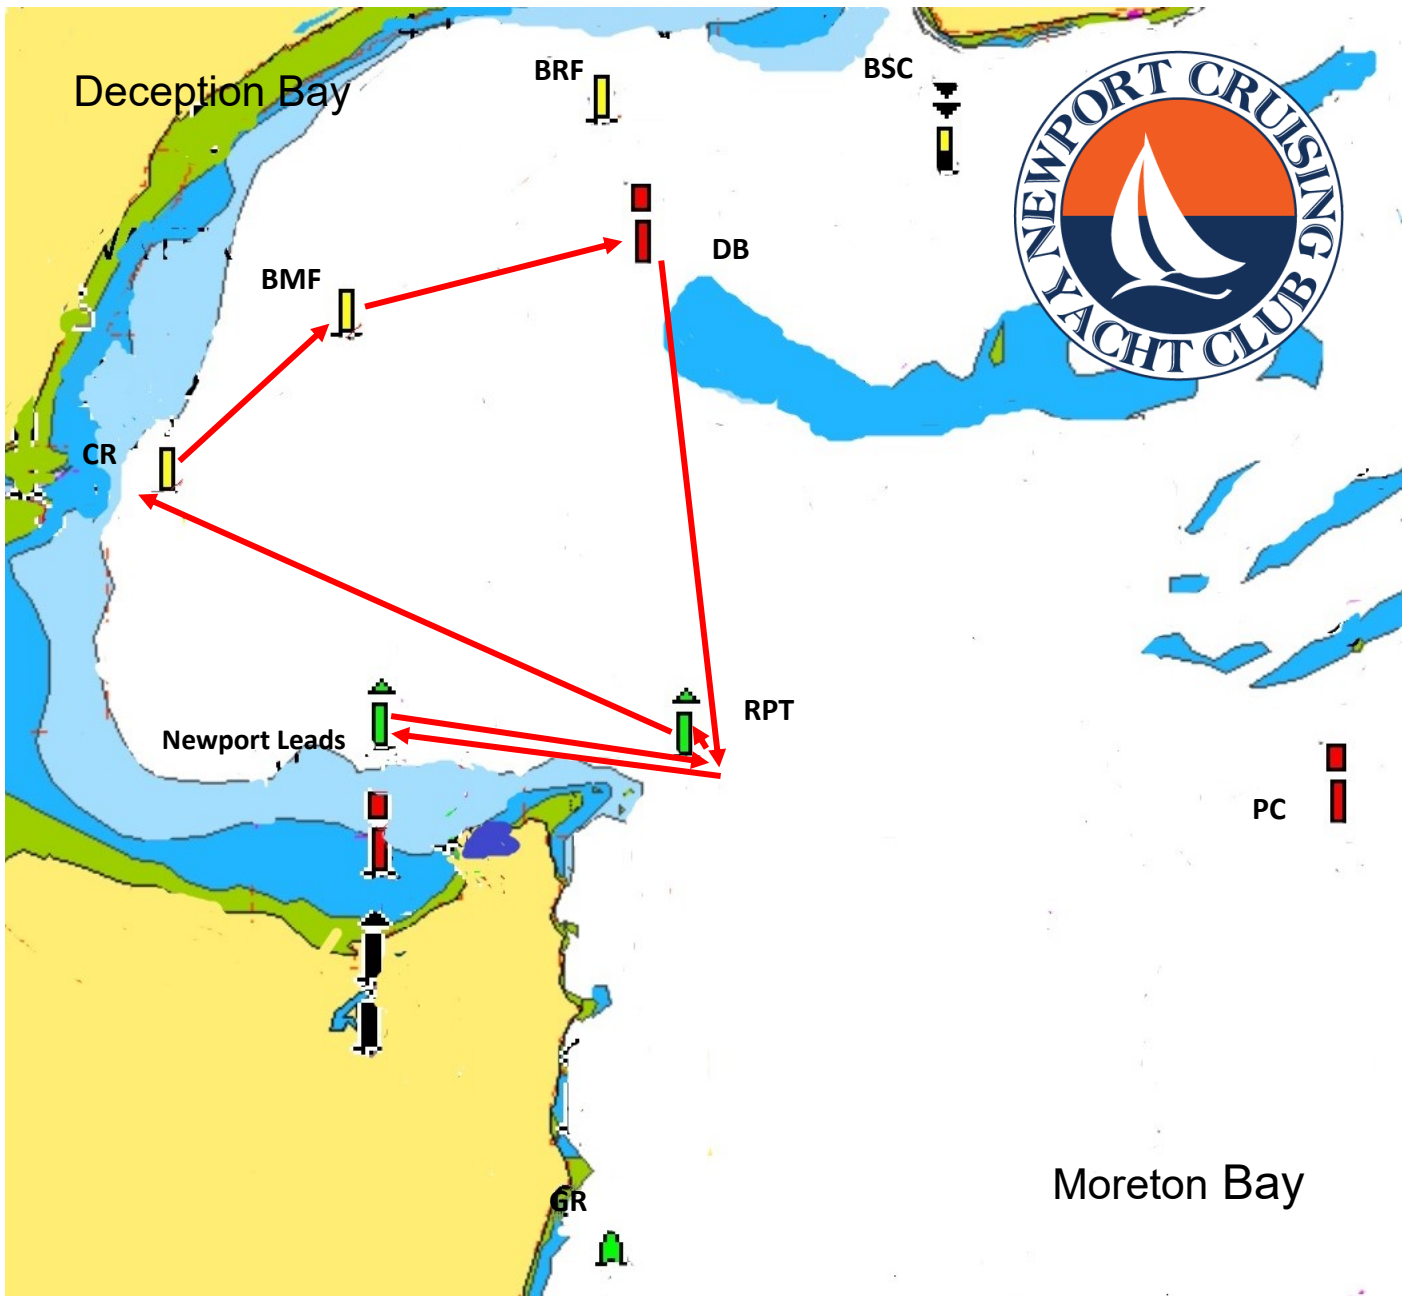 BRF
BSC
Deception Bay
NEWPORT CRUISING
YACHT CLUB
DB
BMF
CR
RPT
Newport Leads
PC
Moreton Bay
GR